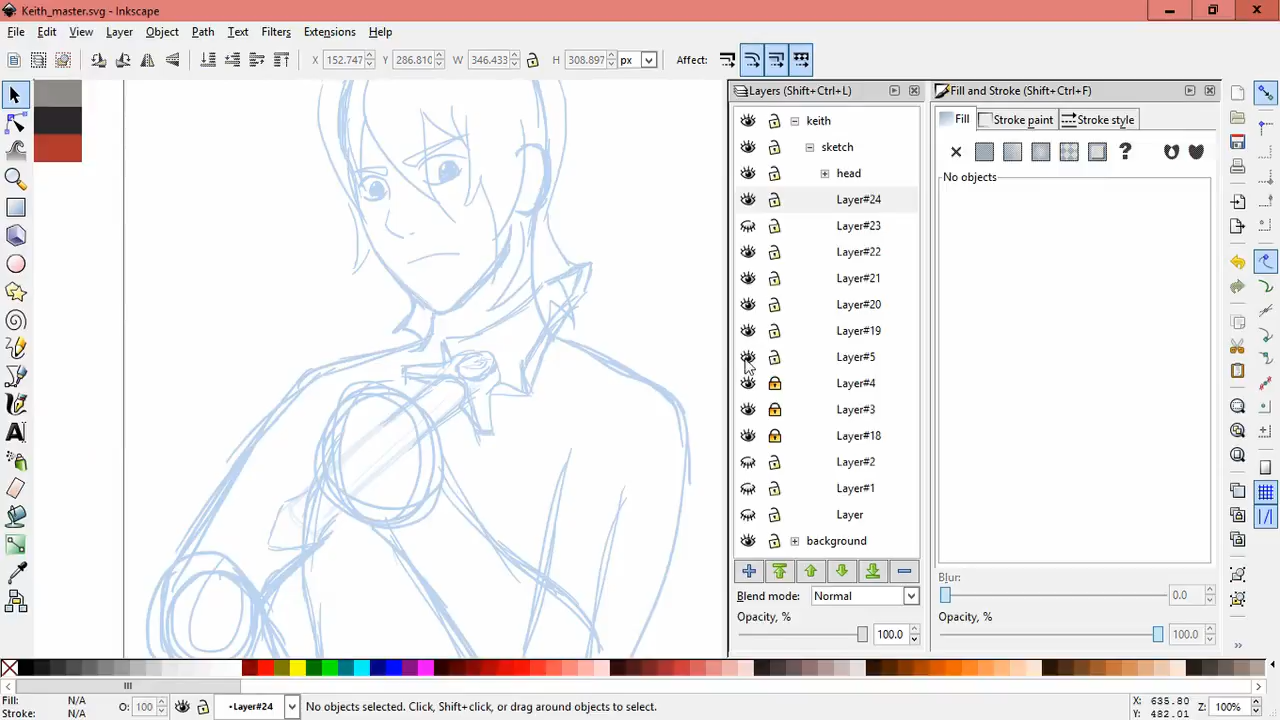 Keith_master.svg - Inkscape
File Edit View Layer Object Path Text Filters Extensions Help
X 152.747 Y 286.810 W 346.433 H 308.897 px Affect:
Layers (Shift+Ctrl+L)
keith
sketch
head
Layer#24
Layer#23
Layer#22
Layer#21
Layer#20
Layer#19
Layer#5
Layer#4
Layer#3
Layer#18
Layer#2
Layer#1
Layer
background
Blend mode: Normal
Opacity, %
100.0
Fill and Stroke (Shift+Ctrl+F)
Fill Stroke paint Stroke style
?
No objects
Blur:
0.0
Opacity, %
100.0
Fill: N/A
Stroke: N/A
O: 100
•Layer#24
No objects selected. Click, Shift+click, or drag around objects to select.
X: 635.80
Y: 482.01
Z: 100%